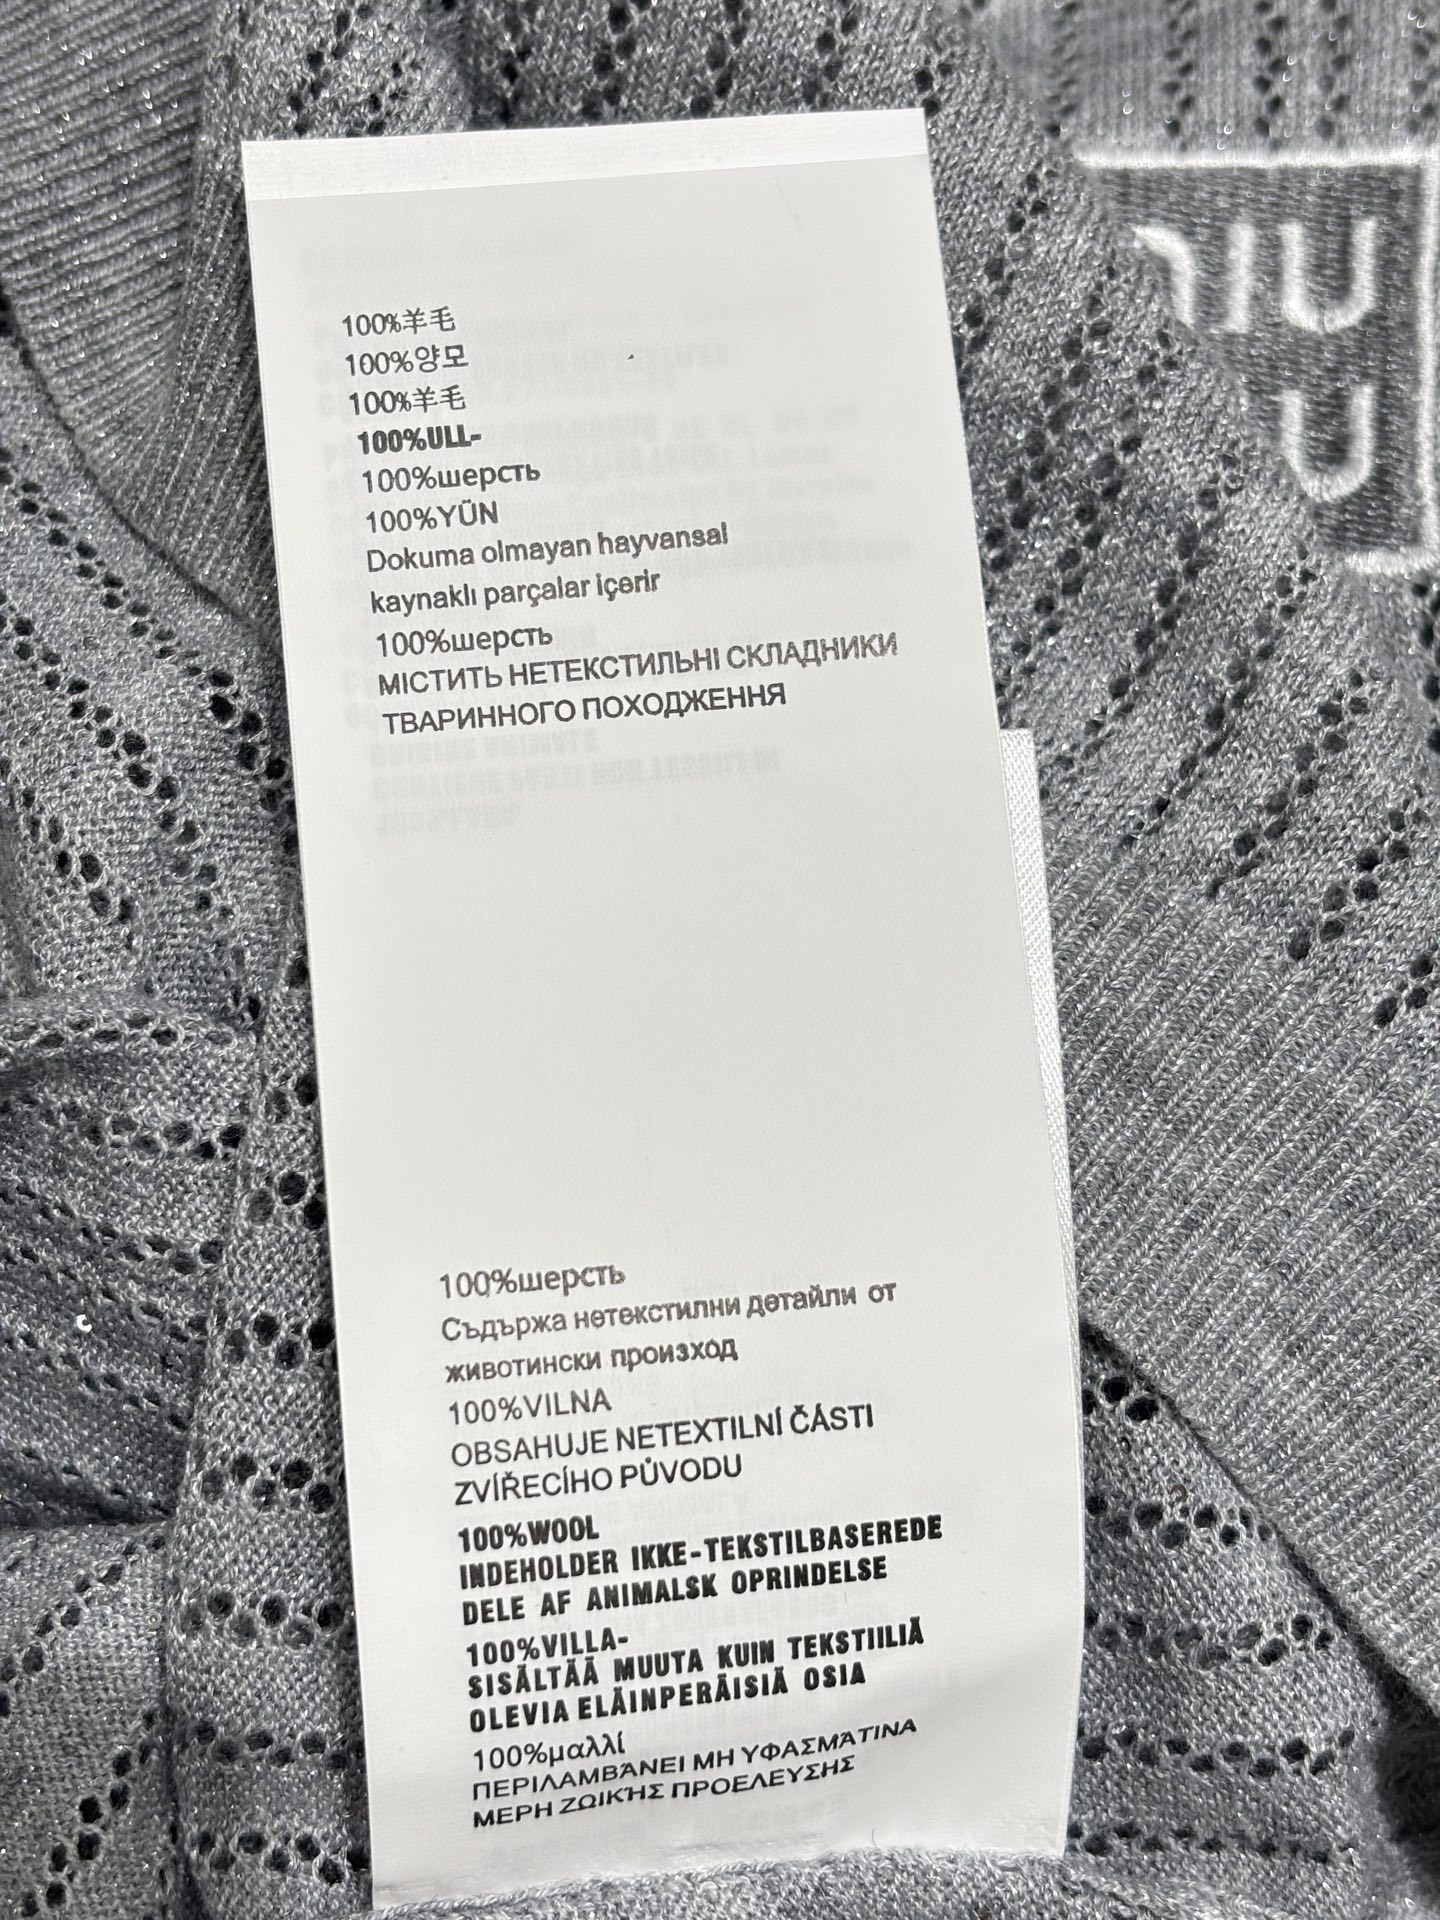 100%羊毛
100%양모
100%羊毛
100%ULL-
100%шерсть
100%YÜN
Dokuma olmayan hayvansal
kaynaklı parçalar içerir
100%шерсть
МІСТИТЬ НЕТЕКСТИЛЬНІ СКЛАДНИКИ
ТВАРИННОГО ПОХОДЖЕННЯ
100%шерсть
Съдържа нетекстилни детайли от
животински произход
100%VILNA
OBSAHUJE NETEXTILNÍ ČÁSTI
ZVÍŘECÍHO PŮVODU
100%WOOL
INDEHOLDER IKKE-TEKSTILBASEREDE
DELE AF ANIMALSK OPRINDELSE
100%VILLA-
SISÄLTÄÄ MUUTA KUIN TEKSTIILIÄ
OLEVIA ELÄINPERÄISIÄ OSIA
100%μαλλί
ΠΕΡΙΛΑΜΒΆΝΕΙ ΜΗ ΥΦΑΣΜΆΤΙΝΑ
ΜΕΡΗ ΖΩΙΚΉΣ ΠΡΟΕΛΕΥΣΗΣ